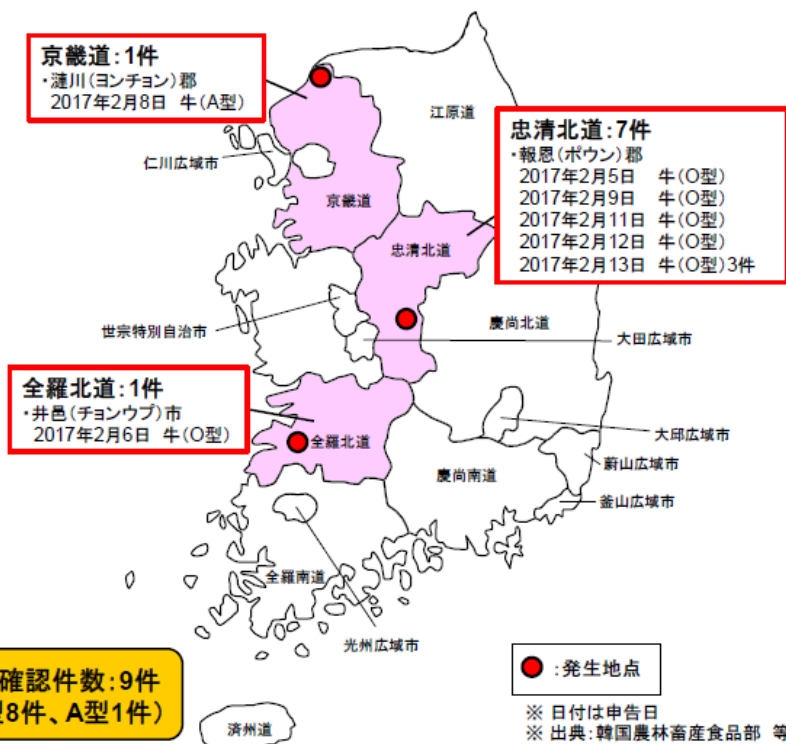 京畿道:1件
・漣川(ヨンチョン)郡
2017年2月8日 牛(A型)
江原道
忠清北道:7件
・報恩(ポウン)郡
2017年2月5日 牛(O型)
2017年2月9日 牛(O型)
2017年2月11日 牛(O型)
2017年2月12日 牛(O型)
2017年2月13日 牛(O型)3件
仁川広域市
京畿道
忠清北道
世宗特別自治市
慶尚北道
大田広域市
全羅北道:1件
・井邑(チョンウプ)市
2017年2月6日 牛(O型)
全羅北道
大邱広域市
慶尚南道
蔚山広域市
釜山広域市
全羅南道
光州広域市
確認件数:9件
型8件、A型1件)
:発生地点
済州道
※ 日付は申告日
※ 出典:韓国農林畜産食品部 等